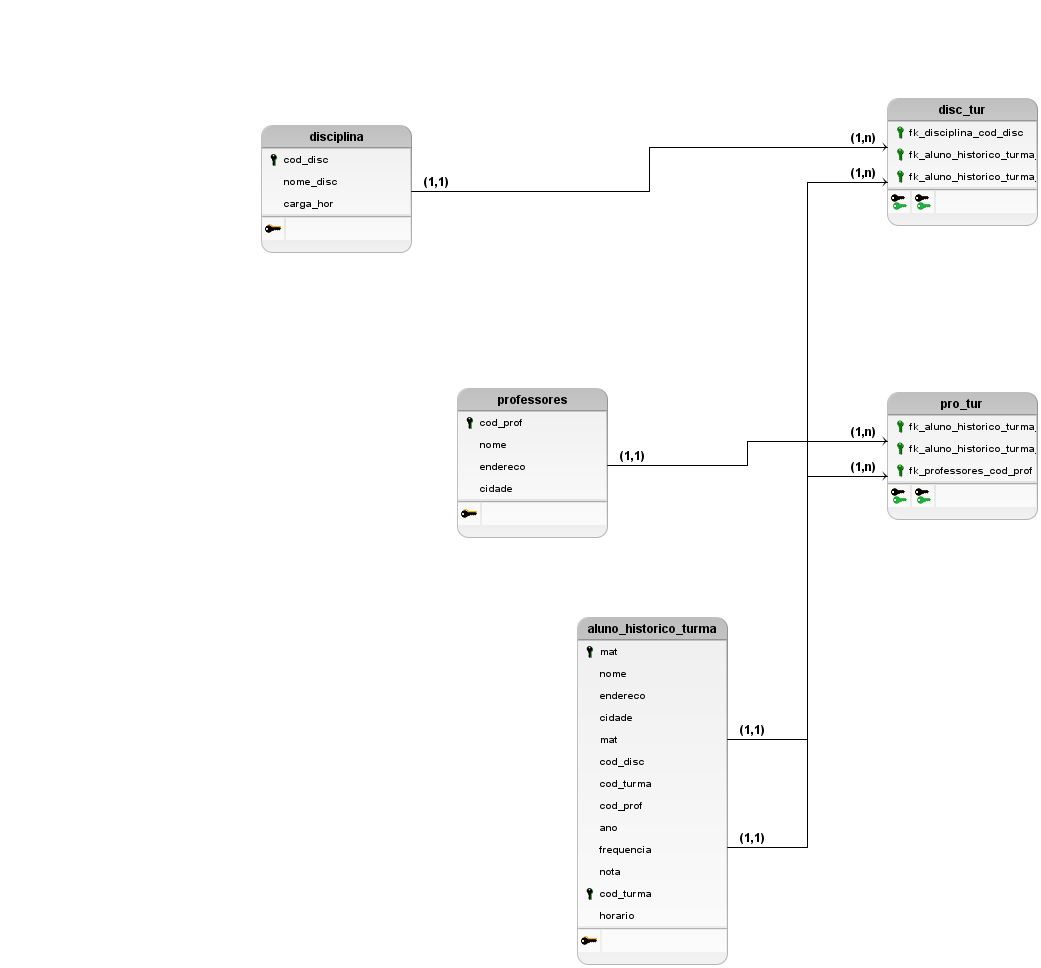 disciplina
cod_disc
nome_disc
carga_hor
(1,1)
(1,n)
(1,n)
disc_tur
fk_disciplina_cod_disc
fk_aluno_historico_turma_
fk_aluno_historico_turma_
professores
cod_prof
nome
endereco
cidade
(1,1)
(1,n)
(1,n)
pro_tur
fk_aluno_historico_turma_
fk_aluno_historico_turma_
fk_professores_cod_prof
aluno_historico_turma
mat
nome
endereco
cidade
mat
cod_disc
cod_turma
cod_prof
ano
frequencia
nota
cod_turma
horario
(1,1)
(1,1)